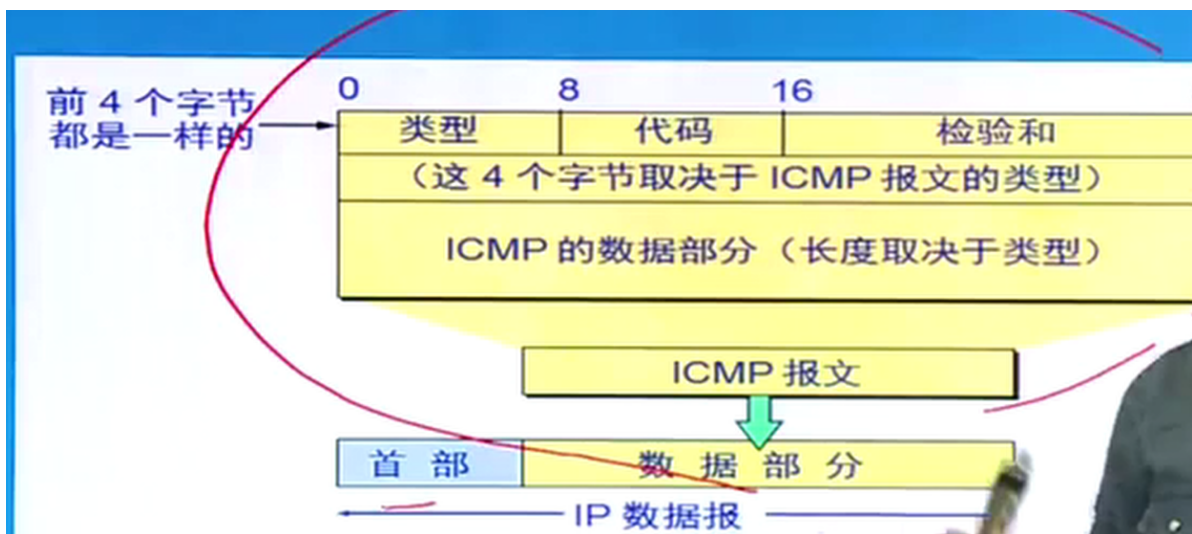 0 8 16
前 4 个字节
都是一样的
类型 代码 检验和
（这 4 个字节取决于 ICMP 报文的类型）
ICMP 的数据部分（长度取决于类型）
ICMP 报文
首 部 数 据 部 分
IP 数据报